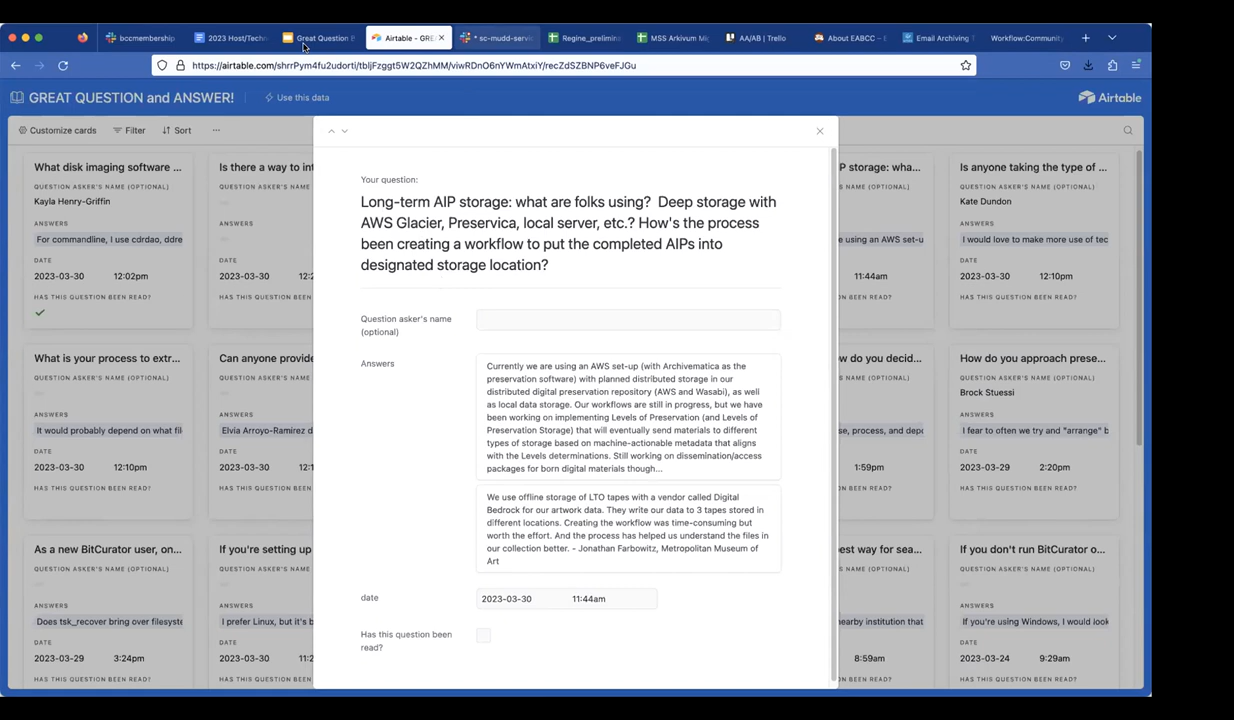 bccmembership
2023 Host/Techn
Great Question B
Airtable - GRE
* sc-mudd-servi
Regine_prelimin
MSS Arkivum Mi
AA/AB | Trello
About EABCC —
Email Archiving
Workflow:Community
https://airtable.com/shrrPym4fu2udorti/tbljFzggt5W2QZhMM/viwRDnO6nYWmAtxiY/recZdSZBNP6veFJGu
GREAT QUESTION and ANSWER!
Use this data
Airtable
Customize cards
Filter
Sort
What disk imaging software ...
QUESTION ASKER'S NAME (OPTIONAL)
Kayla Henry-Griffin
ANSWERS
For commandline, I use cdrdao, ddre
DATE
2023-03-30 12:02pm
HAS THIS QUESTION BEEN READ?
Is there a way to int
QUESTION ASKER'S NAME
ANSWERS
DATE
2023-03-30 12:2
HAS THIS QUESTION
Your question:
Long-term AIP storage: what are folks using? Deep storage with
AWS Glacier, Preservica, local server, etc.? How's the process
been creating a workflow to put the completed AIPs into
designated storage location?
Question asker's name
(optional)
Answers
Currently we are using an AWS set-up (with Archivematica as the
preservation software) with planned distributed storage in our
distributed digital preservation repository (AWS and Wasabi), as well
as local data storage. Our workflows are still in progress, but we have
been working on implementing Levels of Preservation (and Levels of
Preservation Storage) that will eventually send materials to different
types of storage based on machine-actionable metadata that aligns
with the Levels determinations. Still working on dissemination/access
packages for born digital materials though...
We use offline storage of LTO tapes with a vendor called Digital
Bedrock for our artwork data. They write our data to 3 tapes stored in
different locations. Creating the workflow was time-consuming but
worth the effort. And the process has helped us understand the files in
our collection better. - Jonathan Farbowitz, Metropolitan Museum of
Art
date
2023-03-30 11:44am
Has this question been
read?
P storage: wha...
NAME (OPTIONAL)
e using an AWS set-u
11:44am
BEEN READ?
Is anyone taking the type of ...
QUESTION ASKER'S NAME (OPTIONAL)
Kate Dundon
ANSWERS
I would love to make more use of tec
DATE
2023-03-30 12:10pm
HAS THIS QUESTION BEEN READ?
What is your process to extr...
QUESTION ASKER'S NAME (OPTIONAL)
ANSWERS
It would probably depend on what file
DATE
2023-03-30 12:10pm
HAS THIS QUESTION BEEN READ?
Can anyone provide
QUESTION ASKER'S NAME
ANSWERS
Elvia Arroyo-Ramirez d
DATE
2023-03-30 12:1
HAS THIS QUESTION
w do you decid...
NAME (OPTIONAL)
se, process, and depu
1:59pm
BEEN READ?
How do you approach prese...
QUESTION ASKER'S NAME (OPTIONAL)
Brock Stuessi
ANSWERS
I fear to often we try and "arrange" b
DATE
2023-03-29 2:20pm
HAS THIS QUESTION BEEN READ?
As a new BitCurator user, on...
QUESTION ASKER'S NAME (OPTIONAL)
ANSWERS
Does tsk_recover bring over filesyste
DATE
2023-03-29 3:24pm
HAS THIS QUESTION BEEN READ?
If you're setting up
QUESTION ASKER'S NAME
ANSWERS
I prefer Linux, but it's b
DATE
2023-03-30 11:2
HAS THIS QUESTION
best way for sea...
NAME (OPTIONAL)
nearby institution that
8:59am
BEEN READ?
If you don't run BitCurator o...
QUESTION ASKER'S NAME (OPTIONAL)
ANSWERS
If you're using Windows, I would look
DATE
2023-03-24 9:29am
HAS THIS QUESTION BEEN READ?